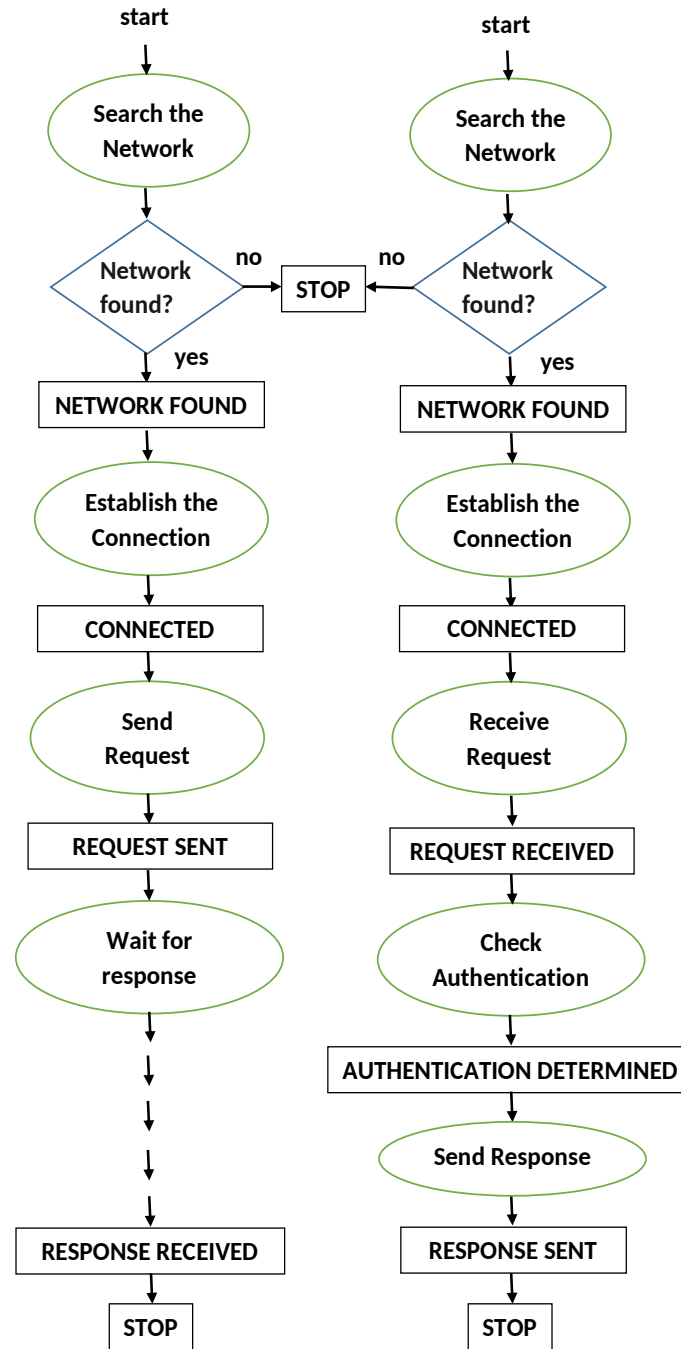 start
Search the
Network
Network
found?
no
yes
NETWORK FOUND
Establish the
Connection
CONNECTED
Send
Request
REQUEST SENT
Wait for
response
RESPONSE RECEIVED
STOP
STOP
start
Search the
Network
Network
found?
no
yes
NETWORK FOUND
Establish the
Connection
CONNECTED
Receive
Request
REQUEST RECEIVED
Check
Authentication
AUTHENTICATION DETERMINED
Send Response
RESPONSE SENT
STOP